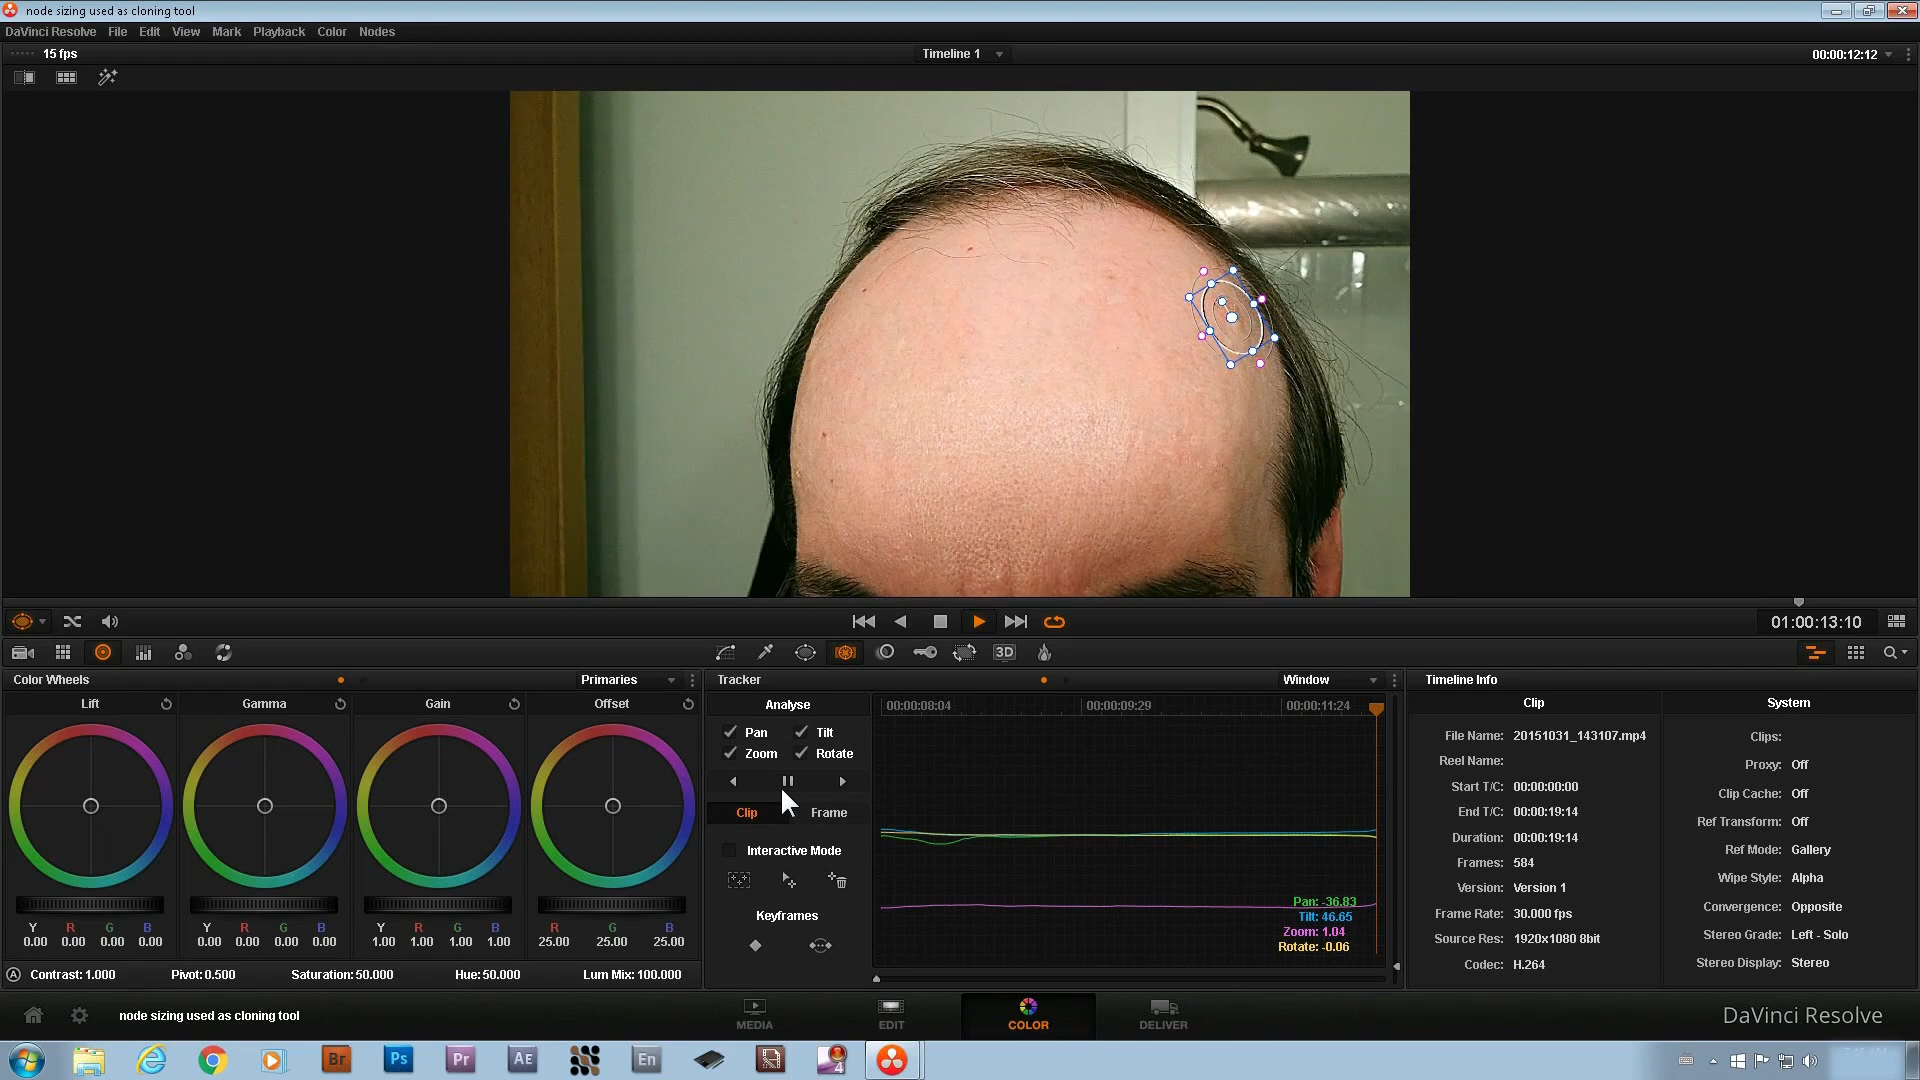 node sizing used as cloning tool
DaVinci Resolve File Edit View Mark Playback Color Nodes
15 fps Timeline 1 00:00:12:12
01:00:13:10
3D
Color Wheels Primaries Tracker Window Timeline Info
Lift Gamma Gain Offset
Analyse
Pan Tilt
Zoom Rotate
Clip Frame
Interactive Mode
Keyframes
00:00:08:04 00:00:09:29 00:00:11:24
Pan: -36.83
Tilt: 46.65
Zoom: 1.04
Rotate: -0.06
Y R G B Y R G B Y R G B R G B
0.00 0.00 0.00 0.00 0.00 0.00 0.00 0.00 1.00 1.00 1.00 1.00 25.00 25.00 25.00
A Contrast: 1.000 Pivot: 0.500 Saturation: 50.000 Hue: 50.000 Lum Mix: 100.000
Clip
File Name: 20151031_143107.mp4
Reel Name:
Start T/C: 00:00:00:00
End T/C: 00:00:19:14
Duration: 00:00:19:14
Frames: 584
Version: Version 1
Frame Rate: 30.000 fps
Source Res: 1920x1080 8bit
Codec: H.264
System
Clips:
Proxy: Off
Clip Cache: Off
Ref Transform: Off
Ref Mode: Gallery
Wipe Style: Alpha
Convergence: Opposite
Stereo Grade: Left - Solo
Stereo Display: Stereo
node sizing used as cloning tool
MEDIA EDIT COLOR DELIVER
DaVinci Resolve
Br Ps Pr AE En 4